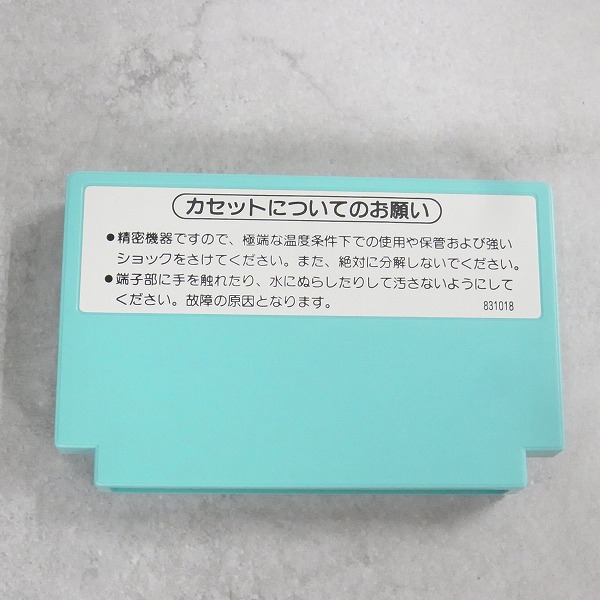 カセットについてのお願い
●精密機器ですので、極端な温度条件下での使用や保管および強い
ショックをさけてください。また、絶対に分解しないでください。
●端子部に手を触れたり、水にぬらしたりして汚さないようにして
ください。故障の原因となります。
831018